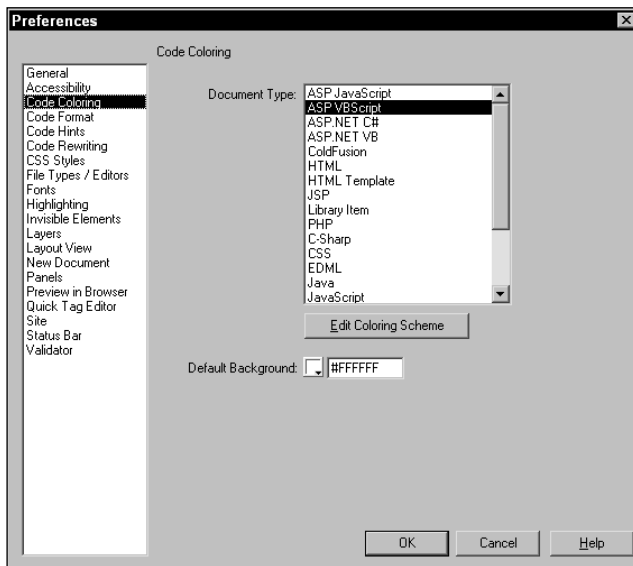 Preferences
Code Coloring
General
Accessibility
Code Coloring
Code Format
Code Hints
Code Rewriting
CSS Styles
File Types / Editors
Fonts
Highlighting
Invisible Elements
Layers
Layout View
New Document
Panels
Preview in Browser
Quick Tag Editor
Site
Status Bar
Validator
Document Type:
ASP JavaScript
ASP VBScript
ASP.NET C#
ASP.NET VB
ColdFusion
HTML
HTML Template
JSP
Library Item
PHP
C-Sharp
CSS
EDML
Java
JavaScript
Edit Coloring Scheme
Default Background: #FFFFFF
OK Cancel Help